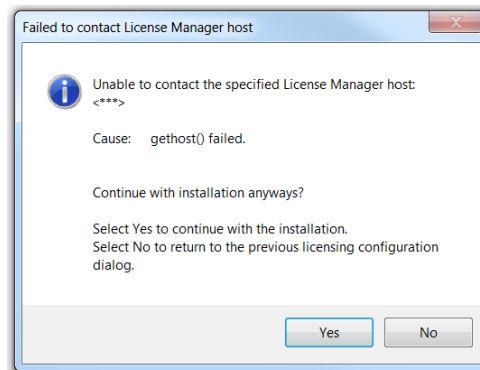 Failed to contact License Manager host
Unable to contact the specified License Manager host:
<***>
Cause: gethost() failed.
Continue with installation anyways?
Select Yes to continue with the installation.
Select No to return to the previous licensing configuration
dialog.
Yes No